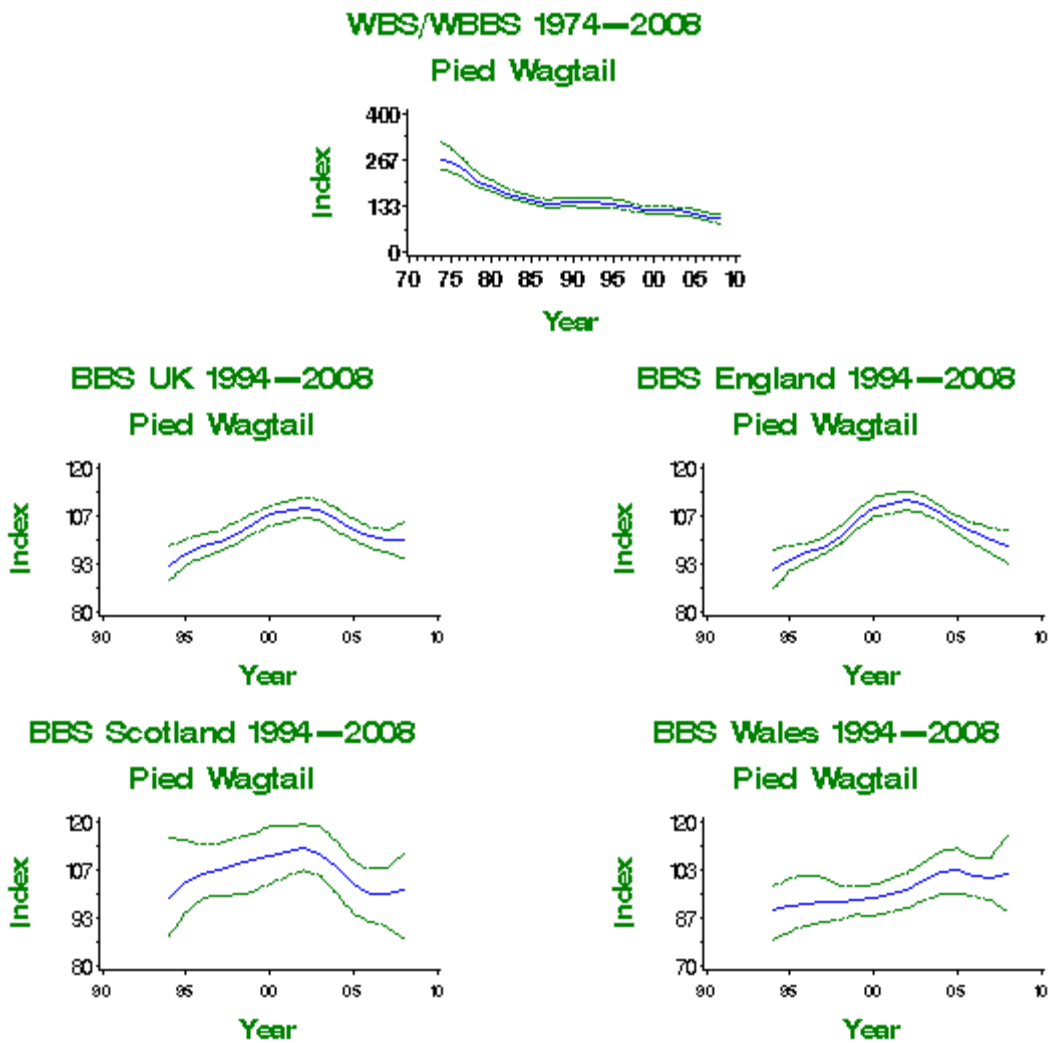 WBS/WBBS 1974—2008
Pied Wagtail
400
267
133
0
Index
70 75 80 85 90 95 00 05 10
Year
BBS UK 1994—2008
Pied Wagtail
120
107
93
80
Index
90 95 00 05 10
Year
BBS England 1994—2008
Pied Wagtail
120
107
93
80
Index
90 95 00 05 10
Year
BBS Scotland 1994—2008
Pied Wagtail
120
107
93
80
Index
90 95 00 05 10
Year
BBS Wales 1994—2008
Pied Wagtail
120
103
87
70
Index
90 95 00 05 10
Year